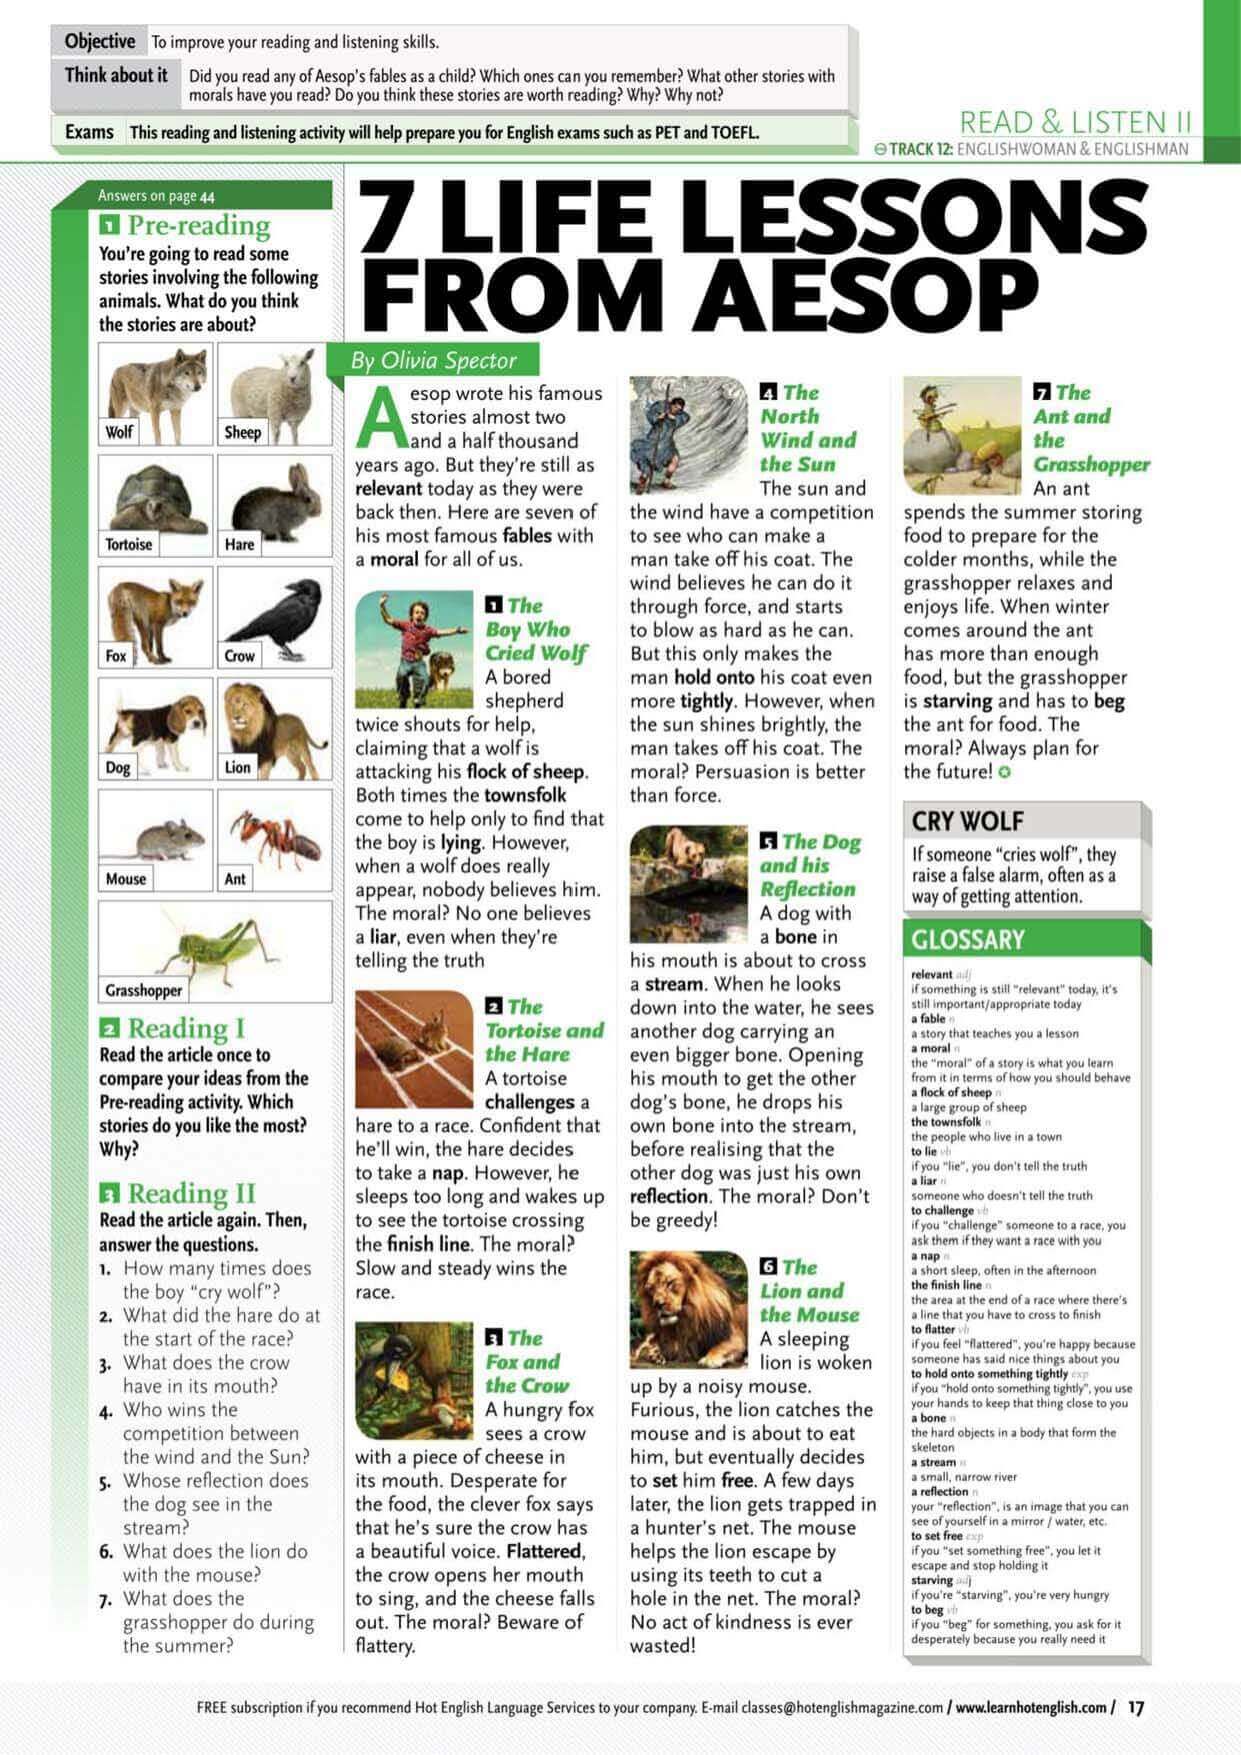 Objective To improve your reading and listening skills.
Think about it Did you read any of Aesop's fables as a child? Which ones can you remember? What other stories with
morals have you read? Do you think these stories are worth reading? Why? Why not?
Exams This reading and listening activity will help prepare you for English exams such as PET and TOEFL.
READ & LISTEN II
TRACK 12: ENGLISHWOMAN & ENGLISHMAN
Answers on page 44
1 Pre-reading
You're going to read some
stories involving the following
animals. What do you think
the stories are about?
Wolf
Sheep
Tortoise
Hare
Fox
Crow
Dog
Lion
Mouse
Ant
Grasshopper
2 Reading I
Read the article once to
compare your ideas from the
Pre-reading activity. Which
stories do you like the most?
Why?
3 Reading II
Read the article again. Then,
answer the questions.
1. How many times does
the boy "cry wolf"?
2. What did the hare do at
the start of the race?
3. What does the crow
have in its mouth?
4. Who wins the
competition between
the wind and the Sun?
5. Whose reflection does
the dog see in the
stream?
6. What does the lion do
with the mouse?
7. What does the
grasshopper do during
the summer?
7 LIFE LESSONS
FROM AESOP
By Olivia Spector
Aesop wrote his famous
stories almost two
and a half thousand
years ago. But they're still as
relevant today as they were
back then. Here are seven of
his most famous fables with
a moral for all of us.
1 The
Boy Who
Cried Wolf
A bored
shepherd
twice shouts for help,
claiming that a wolf is
attacking his flock of sheep.
Both times the townsfolk
come to help only to find that
the boy is lying. However,
when a wolf does really
appear, nobody believes him.
The moral? No one believes
a liar, even when they're
telling the truth
2 The
Tortoise and
the Hare
A tortoise
challenges a
hare to a race. Confident that
he'll win, the hare decides
to take a nap. However, he
sleeps too long and wakes up
to see the tortoise crossing
the finish line. The moral?
Slow and steady wins the
race.
3 The
Fox and
the Crow
A hungry fox
sees a crow
with a piece of cheese in
its mouth. Desperate for
the food, the clever fox says
that he's sure the crow has
a beautiful voice. Flattered,
the crow opens her mouth
to sing, and the cheese falls
out. The moral? Beware of
flattery.
4 The
North
Wind and
the Sun
The sun and
the wind have a competition
to see who can make a
man take off his coat. The
wind believes he can do it
through force, and starts
to blow as hard as he can.
But this only makes the
man hold onto his coat even
more tightly. However, when
the sun shines brightly, the
man takes off his coat. The
moral? Persuasion is better
than force.
5 The Dog
and his
Reflection
A dog with
a bone in
his mouth is about to cross
a stream. When he looks
down into the water, he sees
another dog carrying an
even bigger bone. Opening
his mouth to get the other
dog's bone, he drops his
own bone into the stream,
before realising that the
other dog was just his own
reflection. The moral? Don't
be greedy!
6 The
Lion and
the Mouse
A sleeping
lion is woken
up by a noisy mouse.
Furious, the lion catches the
mouse and is about to eat
him, but eventually decides
to set him free. A few days
later, the lion gets trapped in
a hunter's net. The mouse
helps the lion escape by
using its teeth to cut a
hole in the net. The moral?
No act of kindness is ever
wasted!
7 The
Ant and
the
Grasshopper
An ant
spends the summer storing
food to prepare for the
colder months, while the
grasshopper relaxes and
enjoys life. When winter
comes around the ant
has more than enough
food, but the grasshopper
is starving and has to beg
the ant for food. The
moral? Always plan for
the future!
CRY WOLF
If someone "cries wolf", they
raise a false alarm, often as a
way of getting attention.
GLOSSARY
relevant adj
if something is still "relevant" today, it's
still important/appropriate today
a fable n
a story that teaches you a lesson
a moral n
the "moral" of a story is what you learn
from it in terms of how you should behave
a flock of sheep n
a large group of sheep
the townsfolk n
the people who live in a town
to lie vb
if you "lie", you don't tell the truth
a liar n
someone who doesn't tell the truth
to challenge vb
if you "challenge" someone to a race, you
ask them if they want a race with you
a nap n
a short sleep, often in the afternoon
the finish line n
the area at the end of a race where there's
a line that you have to cross to finish
to flatter vb
if you feel "flattered", you're happy because
someone has said nice things about you
to hold onto something tightly exp
if you "hold onto something tightly", you use
your hands to keep that thing close to you
a bone n
the hard objects in a body that form the
skeleton
a stream n
a small, narrow river
a reflection n
your "reflection", is an image that you can
see of yourself in a mirror / water, etc.
to set free exp
if you "set something free", you let it
escape and stop holding it
starving adj
if you're "starving", you're very hungry
to beg vb
if you "beg" for something, you ask for it
desperately because you really need it
FREE subscription if you recommend Hot English Language Services to your company. E-mail classes@hotenglishmagazine.com / www.learnhotenglish.com / 17